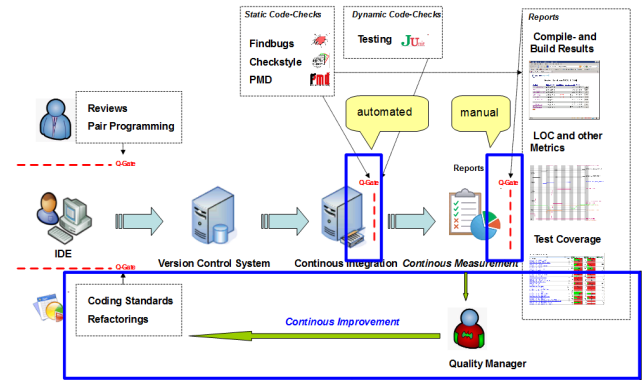 Static Code-Checks
Findbugs
Checkstyle
PMD
Dynamic Code-Checks
Testing
JUnit
Reports
Compile- and
Build Results
LOC and other
Metrics
Test Coverage
Reviews
Pair Programming
automated
manual
Q-Gate
Q-Gate
Reports
Q-Gate
IDE
Version Control System
Continous Integration
Continous Measurement
Q-Gate
Coding Standards
Refactorings
Continous Improvement
Quality Manager